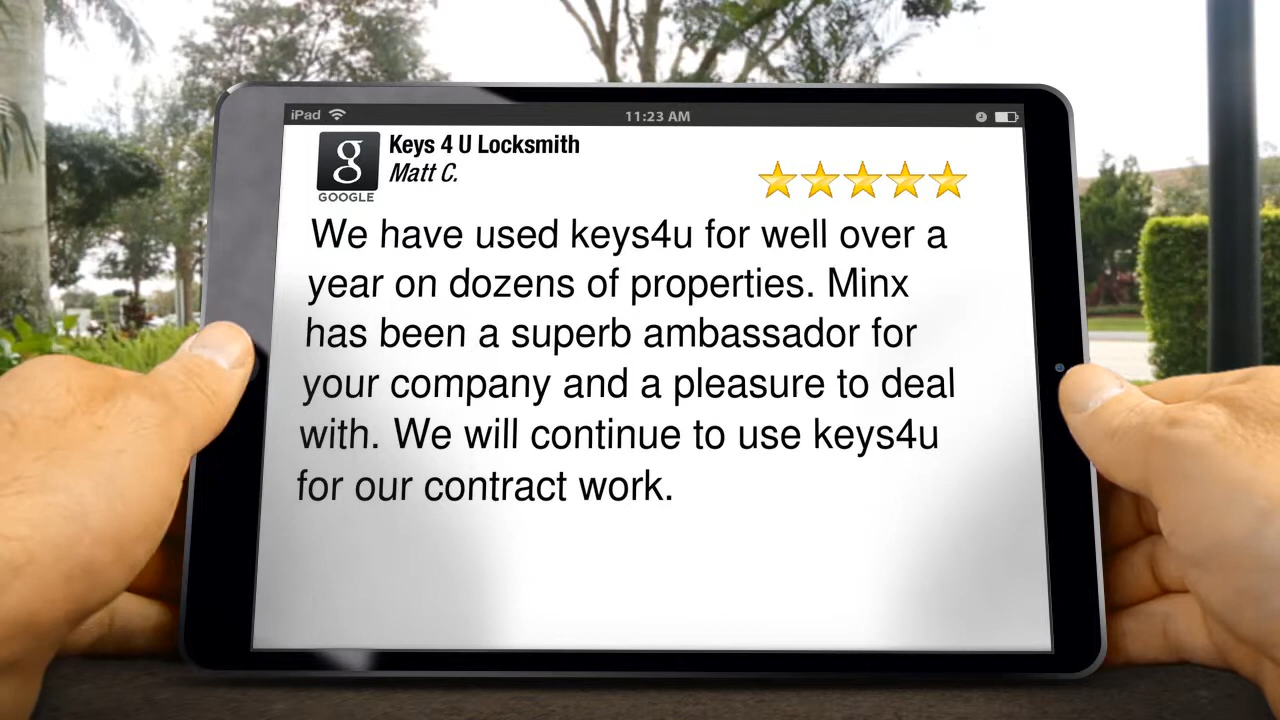 iPad
11:23 AM
g
GOOGLE
Keys 4 U Locksmith
Matt C.
We have used keys4u for well over a
year on dozens of properties. Minx
has been a superb ambassador for
your company and a pleasure to deal
with. We will continue to use keys4u
for our contract work.